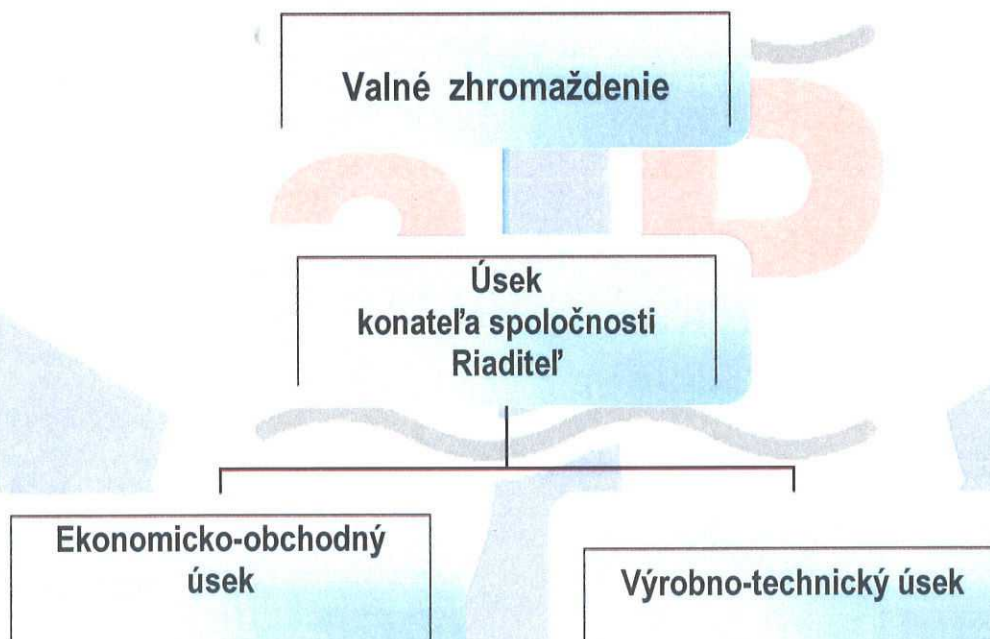 Valné zhromaždenie
Úsek
konateľa spoločnosti
Riaditeľ
Ekonomicko-obchodný
úsek
Výrobno-technický úsek